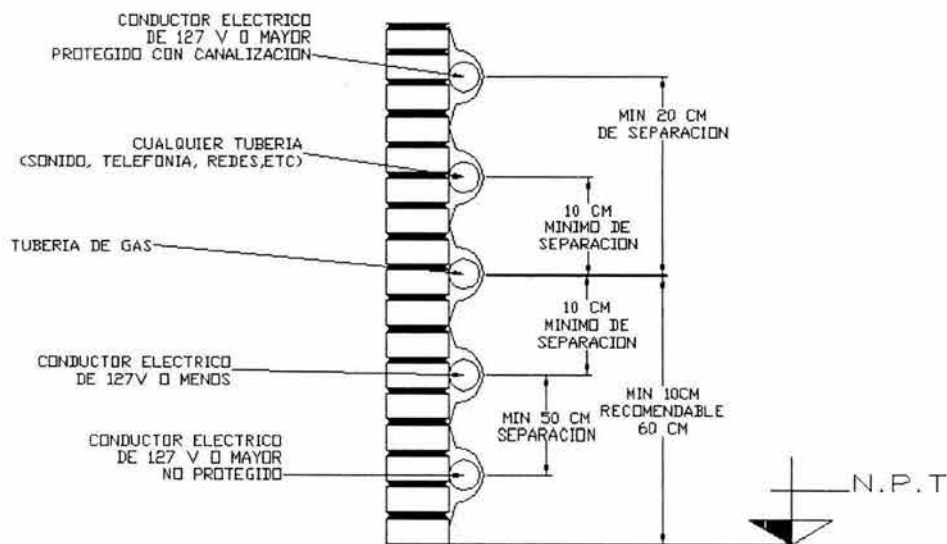 CONDUCTOR ELECTRICO
DE 127 V O MAYOR
PROTEGIDO CON CANALIZACION
MIN 20 CM
DE SEPARACION
CUALQUIER TUBERIA
(SONIDO, TELEFONIA, REDES,ETC)
10 CM
MINIMO DE
SEPARACION
TUBERIA DE GAS
10 CM
MINIMO DE
SEPARACION
CONDUCTOR ELECTRICO
DE 127V O MENOS
MIN 10CM
RECOMENDABLE
60 CM
MIN 50 CM
SEPARACION
CONDUCTOR ELECTRICO
DE 127 V O MAYOR
NO PROTEGIDO
N.P.T